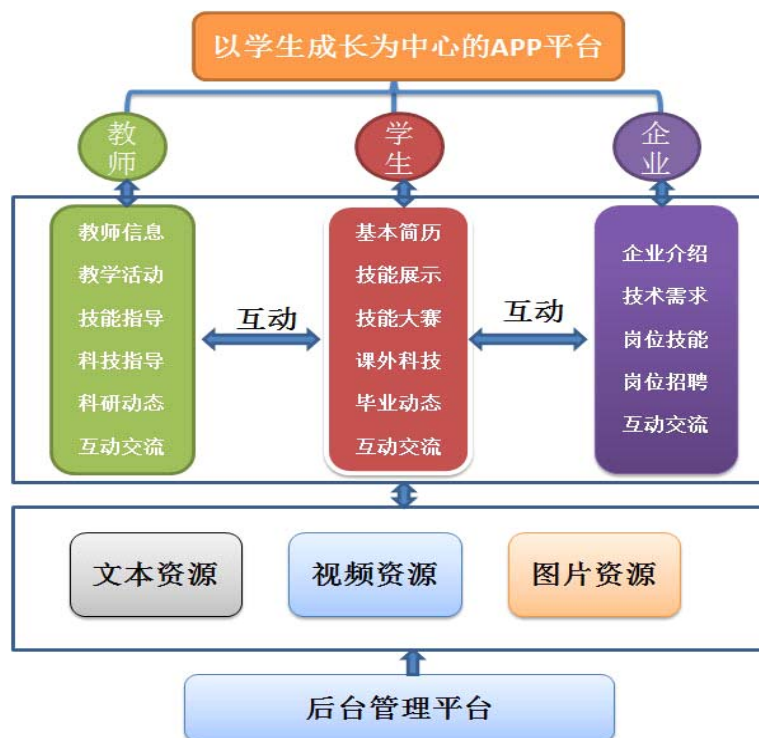 以学生成长为中心的APP平台
教师
学生
企业
教师信息
教学活动
技能指导
科技指导
科研动态
互动交流
互动
基本简历
技能展示
技能大赛
课外科技
毕业动态
互动交流
互动
企业介绍
技术需求
岗位技能
岗位招聘
互动交流
文本资源
视频资源
图片资源
后台管理平台